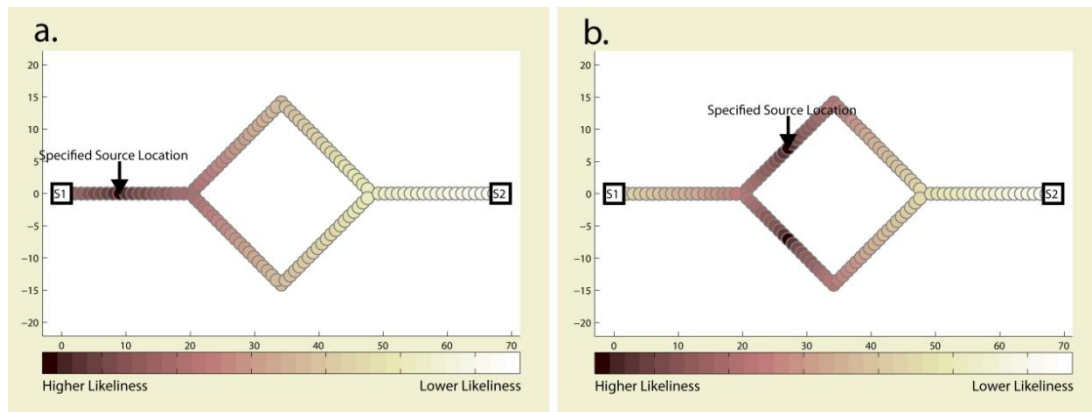 a.
20
15
10
5
0
−5
−10
−15
−20
Specified Source Location
S1
S2
0 10 20 30 40 50 60 70
Higher Likeliness Lower Likeliness
b.
20
15
10
5
0
−5
−10
−15
−20
Specified Source Location
S1
S2
0 10 20 30 40 50 60 70
Higher Likeliness Lower Likeliness